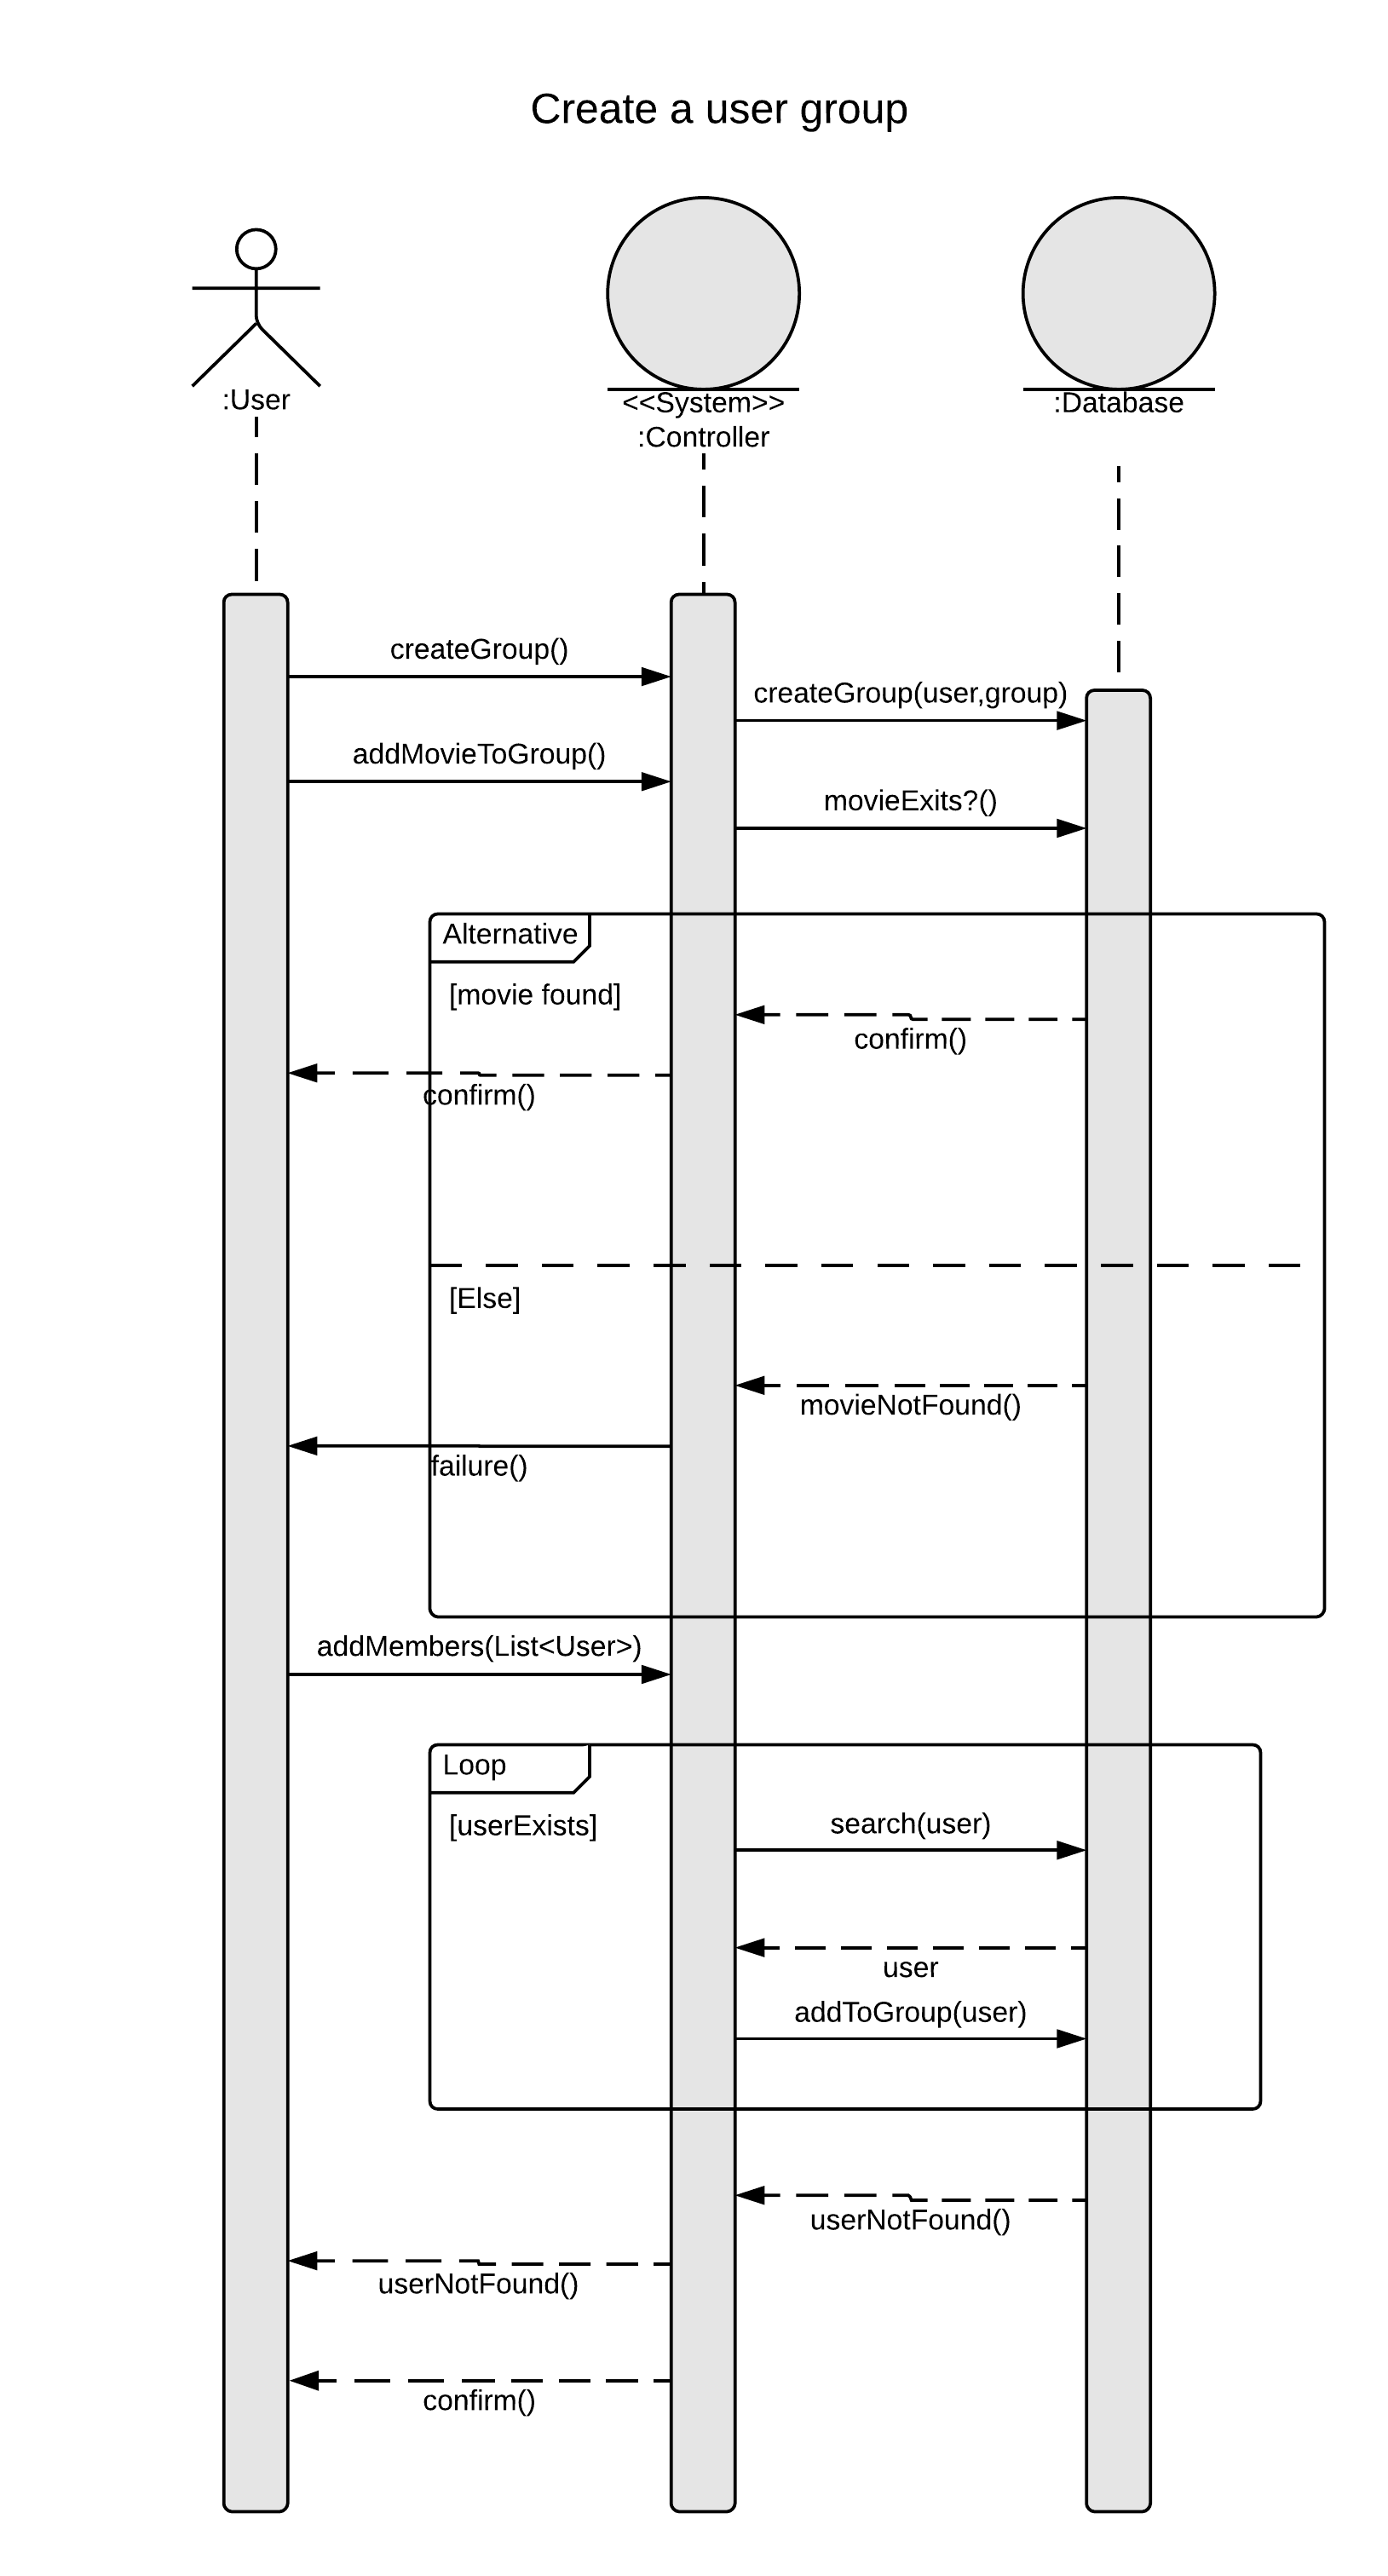 Create a user group
:User
<<System>>
:Controller
:Database
createGroup()
createGroup(user,group)
addMovieToGroup()
movieExits?()
Alternative
[movie found]
confirm()
confirm()
[Else]
movieNotFound()
failure()
addMembers(List<User>)
Loop
[userExists]
search(user)
user
addToGroup(user)
userNotFound()
userNotFound()
confirm()